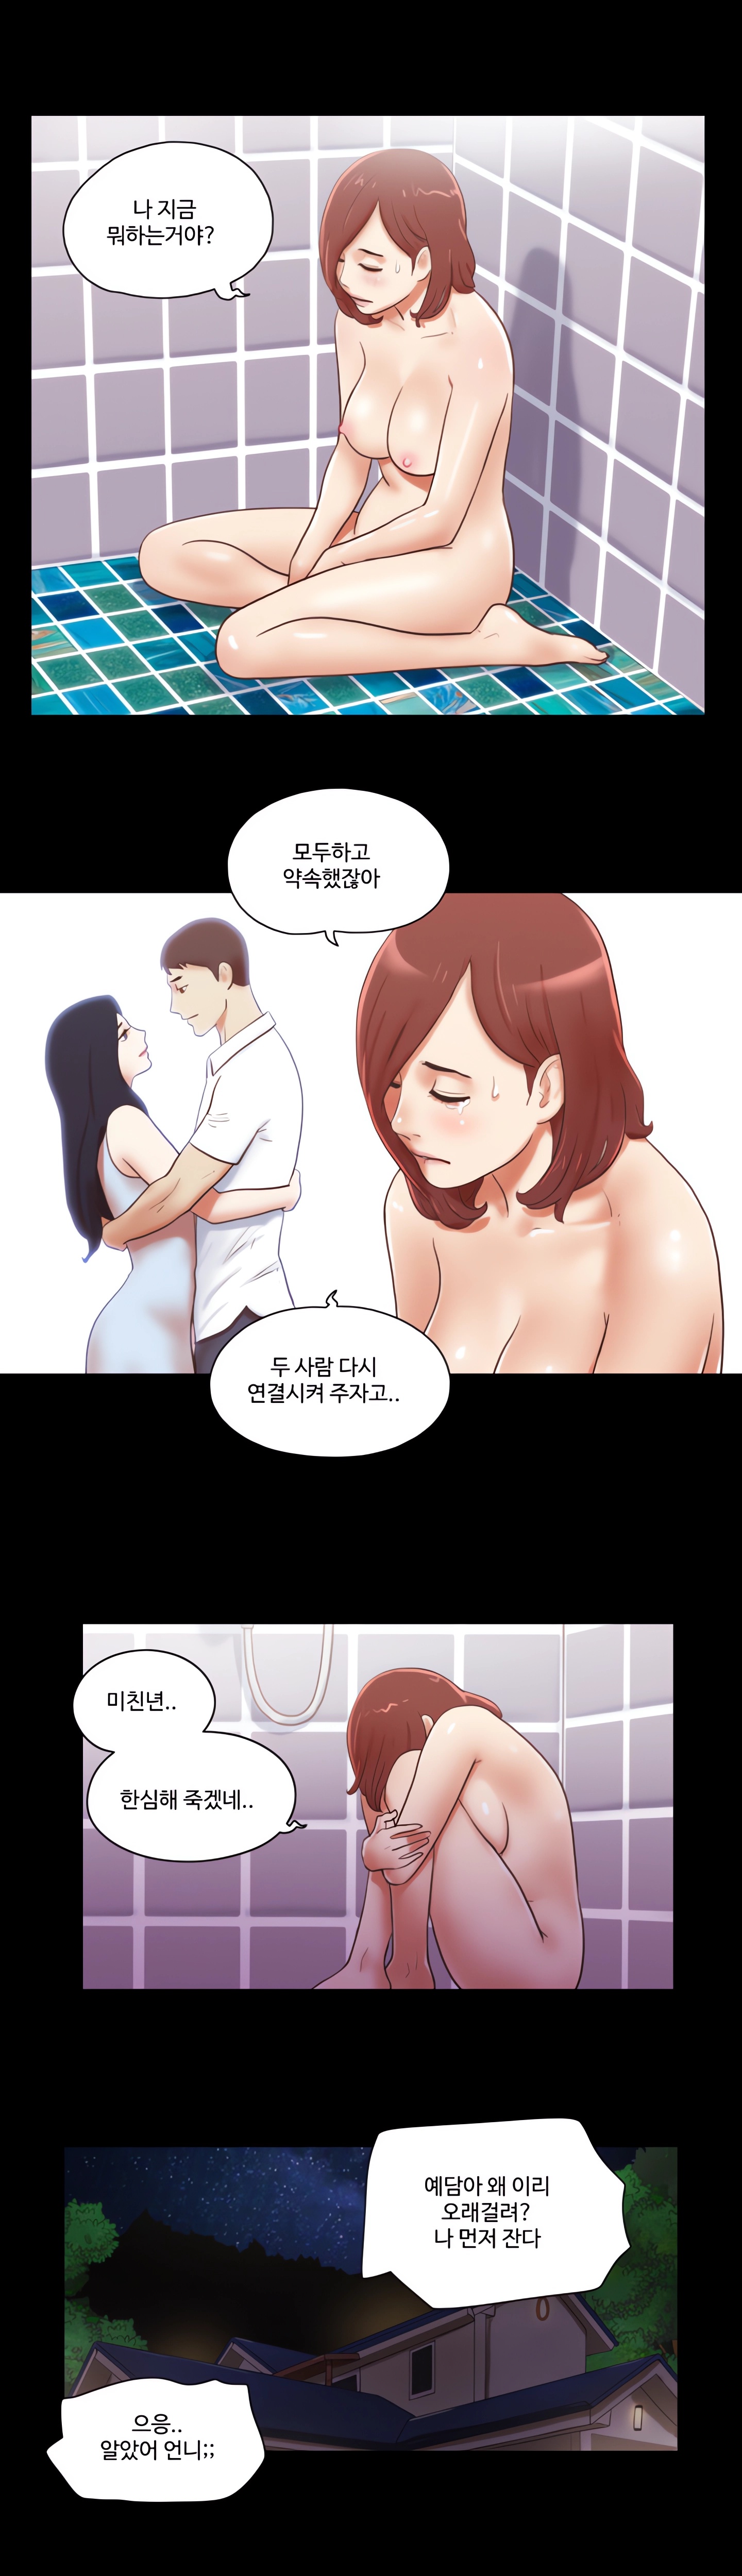 나 지금
뭐하는거야?
모두하고
약속했잖아
두 사람 다시
연결시켜 주자고..
미친년..
한심해 죽겠네..
예담아 왜 이리
오래걸려?
나 먼저 잔다
으응..
알았어 언니;;